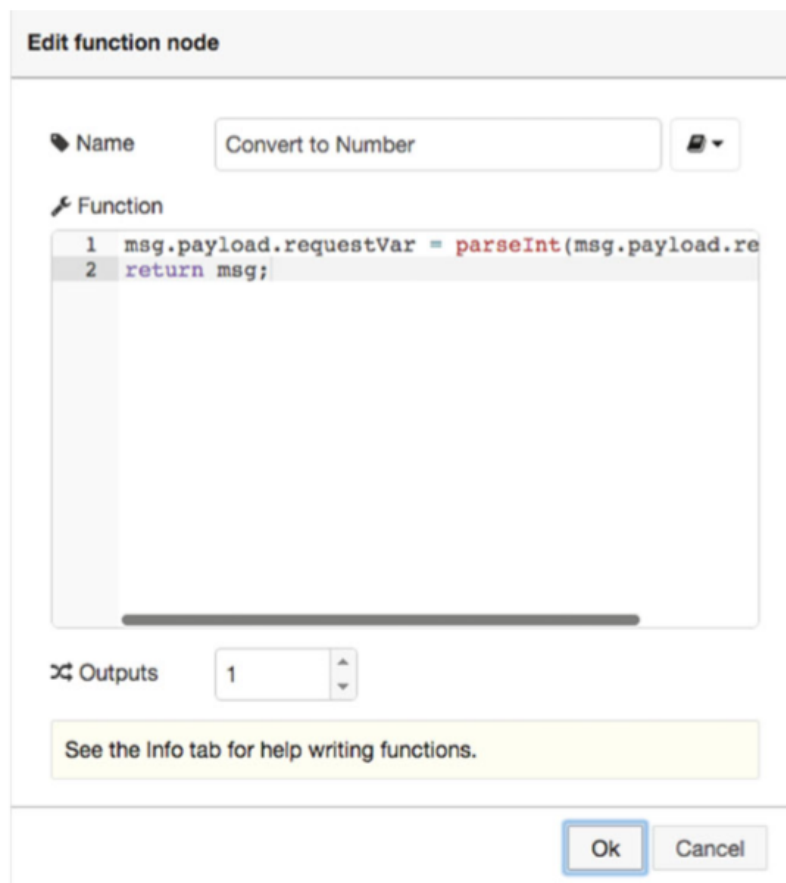 Edit function node
Name Convert to Number
Function
1 msg.payload.requestVar = parseInt(msg.payload.re
2 return msg;
Outputs 1
See the Info tab for help writing functions.
Ok Cancel